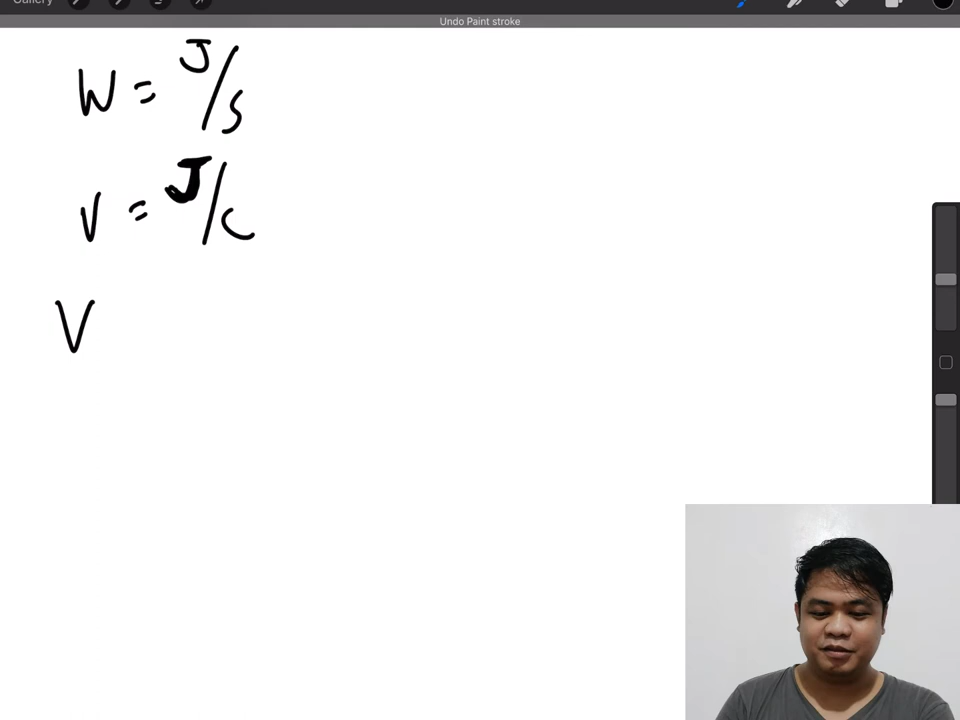 Gallery
Undo Paint stroke
W = J/s
V = J/C
V